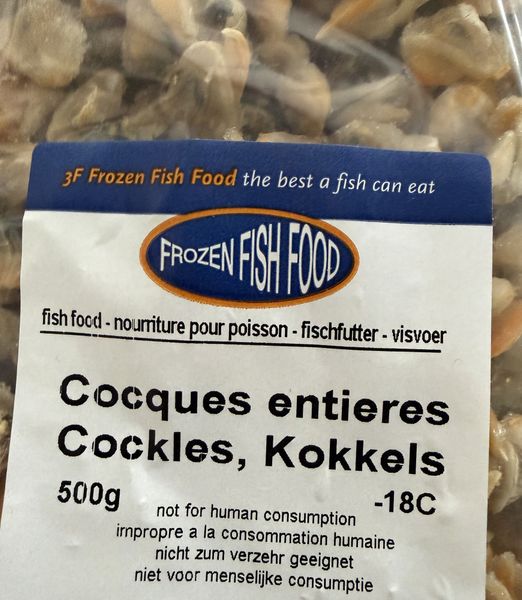 3F Frozen Fish Food the best a fish can eat
FROZEN FISH FOOD
fish food - nourriture pour poisson - fischfutter - visvoer
Cocques entieres
Cockles, Kokkels
500g -18C
not for human consumption
impropre a la consommation humaine
nicht zum verzehr geeignet
niet voor menselijke consumptie